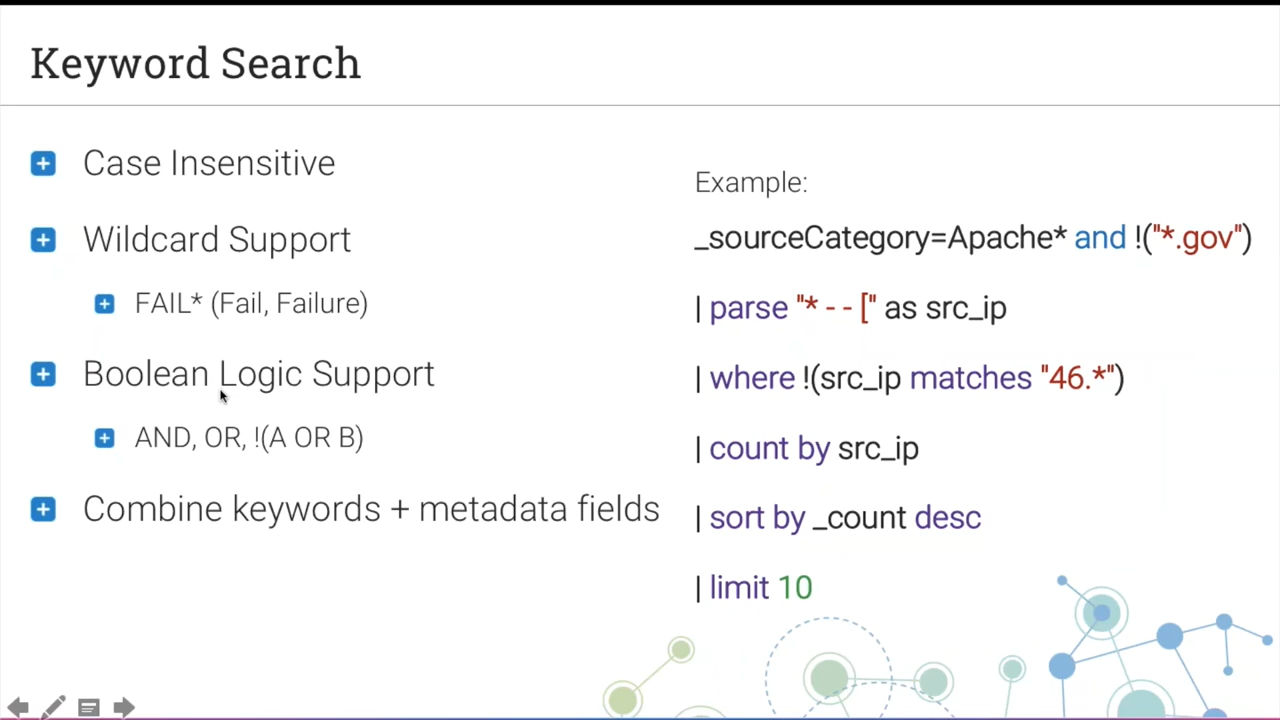 Keyword Search
Case Insensitive
Wildcard Support
FAIL* (Fail, Failure)
Boolean Logic Support
AND, OR, !(A OR B)
Combine keywords + metadata fields
Example:
_sourceCategory=Apache* and !("*.gov")
| parse "* - - [" as src_ip
| where !(src_ip matches "46.*")
| count by src_ip
| sort by _count desc
| limit 10